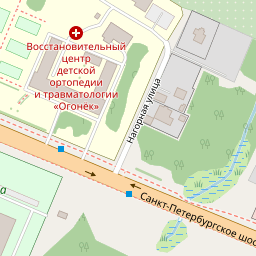 Восстановительный
центр
детской
ортопедии
и травматологии
«Огонёк»
Нагорная улица
Санкт-Петербургское шос
а